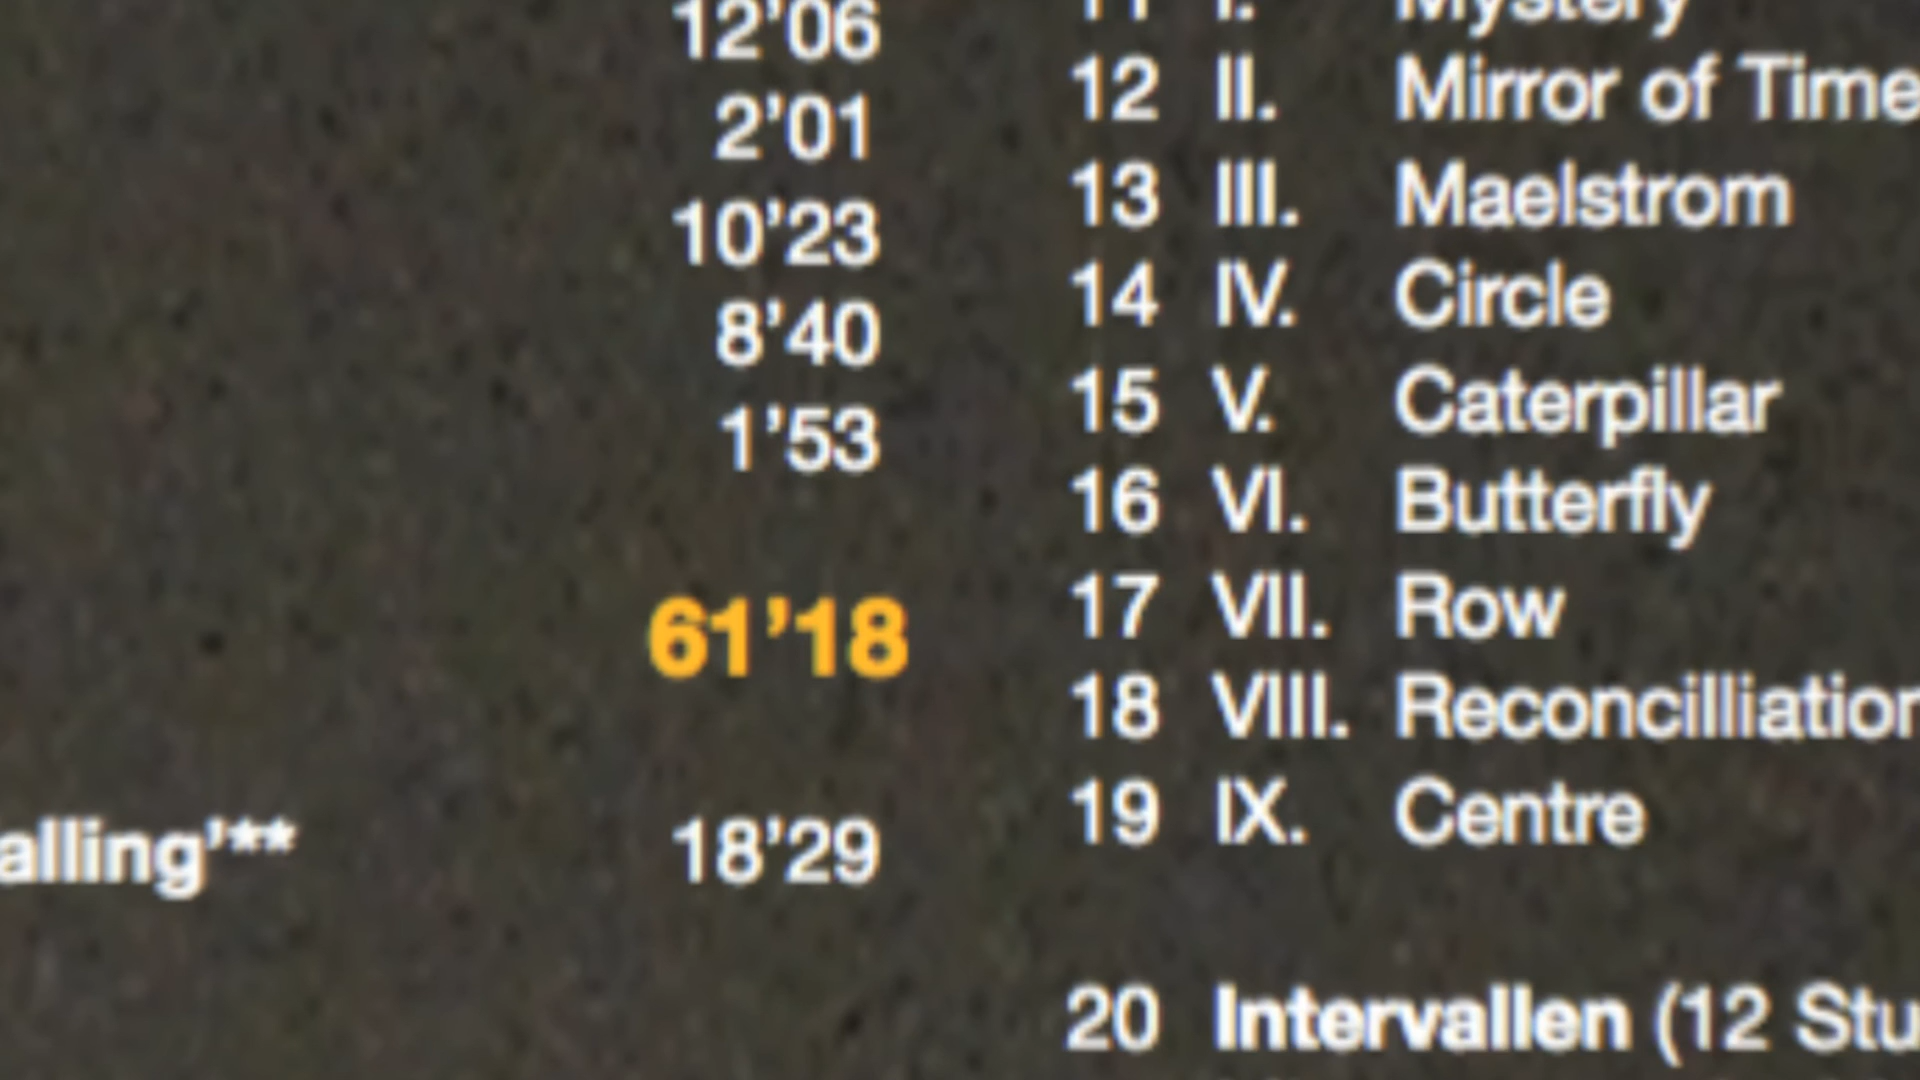 12’06
2’01
10’23
8’40
1’53
61’18
alling’** 18’29
11 I. Mystery
12 II. Mirror of Time
13 III. Maelstrom
14 IV. Circle
15 V. Caterpillar
16 VI. Butterfly
17 VII. Row
18 VIII. Reconcilliation
19 IX. Centre
20 Intervallen (12 Stu